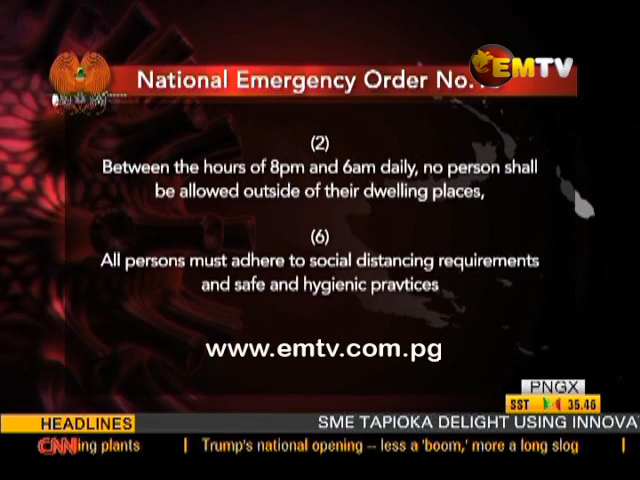 National Emergency Order No.
EMTV
(2)
Between the hours of 8pm and 6am daily, no person shall
be allowed outside of their dwelling places,
(6)
All persons must adhere to social distancing requirements
and safe and hygienic pravtices
www.emtv.com.pg
PNGX
SST 35.46
HEADLINES SME TAPIOKA DELIGHT USING INNOVA
CNN ing plants | Trump's national opening -- less a 'boom,' more a long slog |